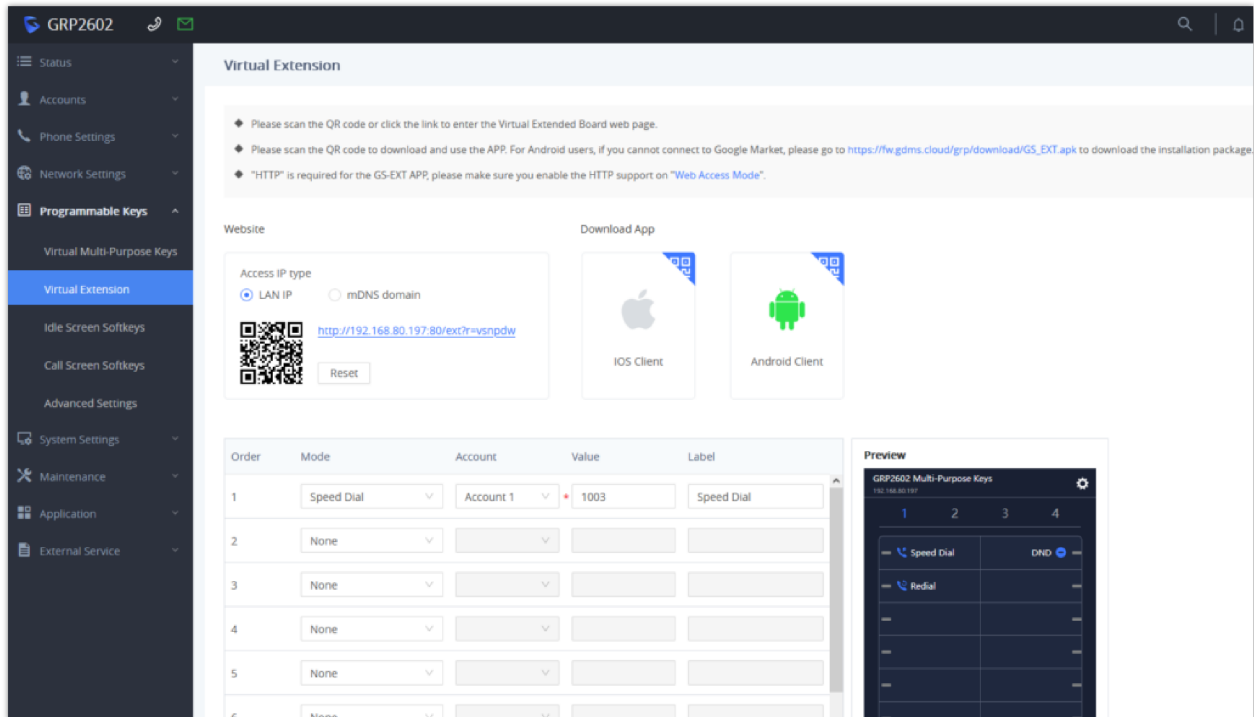 GRP2602
Status
Accounts
Phone Settings
Network Settings
Programmable Keys
Virtual Multi-Purpose Keys
Virtual Extension
Idle Screen Softkeys
Call Screen Softkeys
Advanced Settings
System Settings
Maintenance
Application
External Service
Virtual Extension
Please scan the QR code or click the link to enter the Virtual Extended Board web page.
Please scan the QR code to download and use the APP. For Android users, if you cannot connect to Google Market, please go to https://fw.gdms.cloud/grp/download/GS_EXT.apk to download the installation package.
"HTTP" is required for the GS-EXT APP, please make sure you enable the HTTP support on "Web Access Mode".
Website
Access IP type
LAN IP mDNS domain
http://192.168.80.197:80/ext?r=vsnpdw
Reset
Download App
IOS Client
Android Client
Order Mode Account Value Label
1 Speed Dial Account 1 * 1003 Speed Dial
2 None
3 None
4 None
5 None
6 None
Preview
GRP2602 Multi-Purpose Keys
192.168.80.197
1 2 3 4
Speed Dial DND
Redial